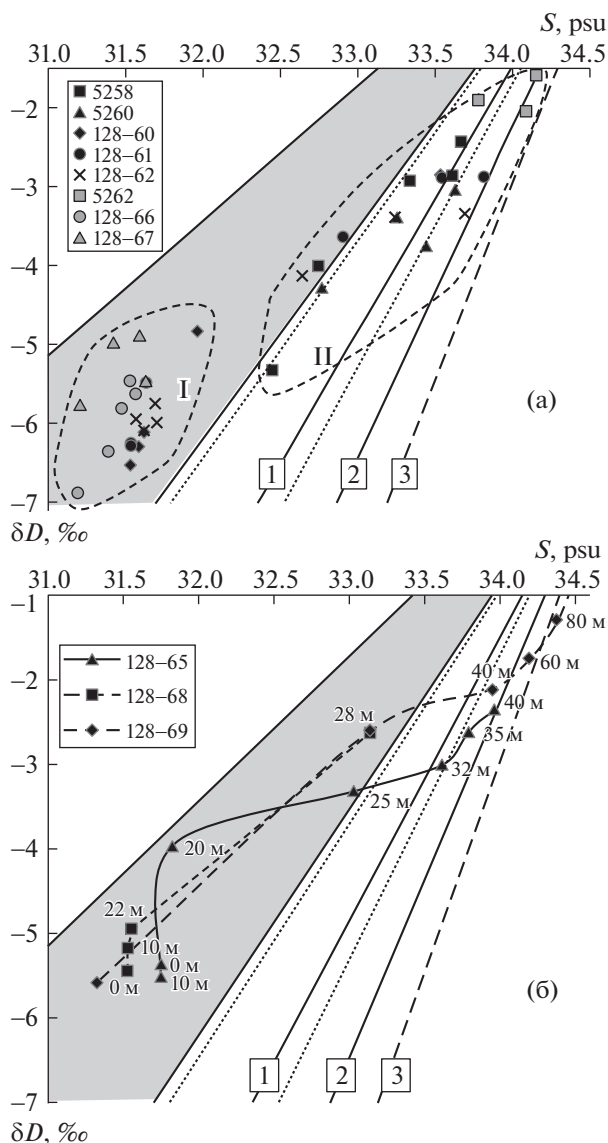 S, psu
31.0 31.5 32.0 32.5 33.0 33.5 34.0 34.5
–2
–3
–4
–5
–6
–7
5258
5260
128–60
128–61
128–62
5262
128–66
128–67
I
II
(а)
1
2
3
δD, ‰
S, psu
31.0 31.5 32.0 32.5 33.0 33.5 34.0 34.5
–1
–2
–3
–4
–5
–6
–7
128–65
128–68
128–69
80 м
60 м
40 м
40 м
28 м
35 м
32 м
25 м
20 м
22 м
10 м
0 м
0 м
10 м
(б)
1
2
3
δD, ‰